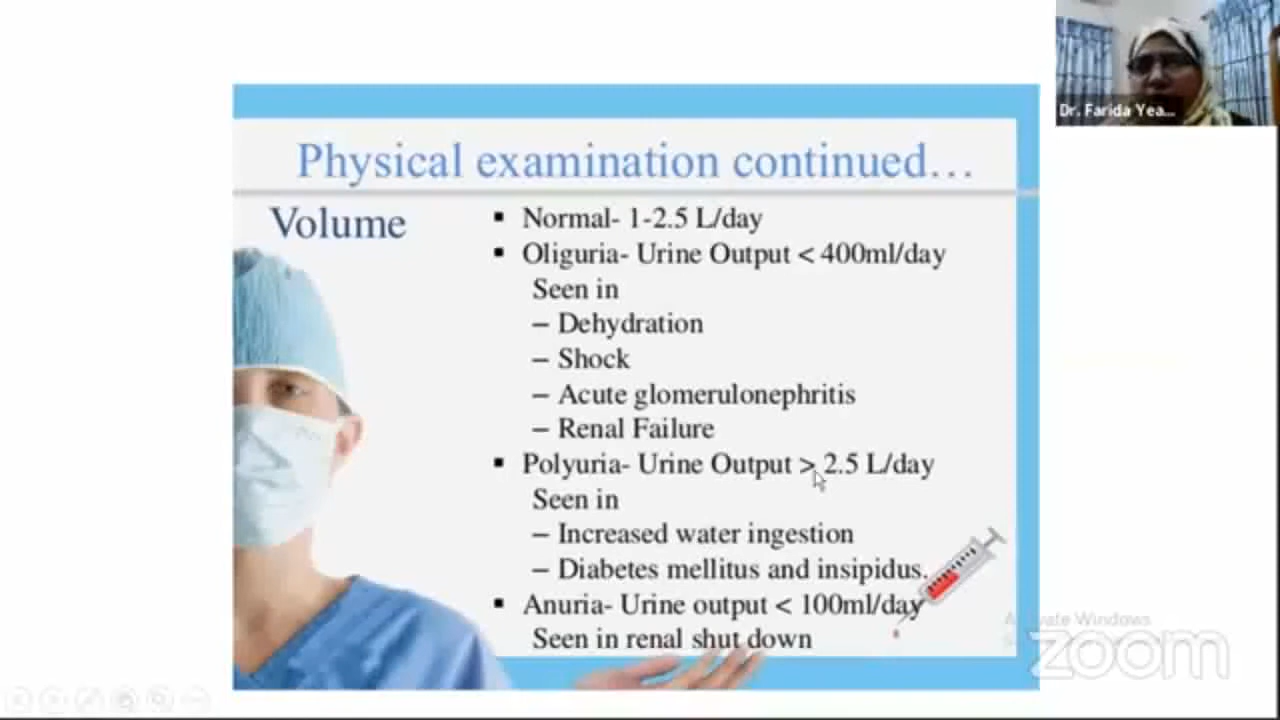 Dr. Farida Yea...
Physical examination continued...
Volume
▪ Normal- 1-2.5 L/day
▪ Oliguria- Urine Output < 400ml/day
Seen in
– Dehydration
– Shock
– Acute glomerulonephritis
– Renal Failure
▪ Polyuria- Urine Output > 2.5 L/day
Seen in
– Increased water ingestion
– Diabetes mellitus and insipidus.
▪ Anuria- Urine output < 100ml/day
Seen in renal shut down
Activate Windows
zoom